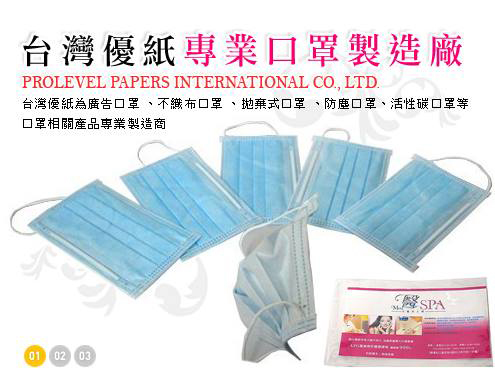 台灣優紙專業口罩製造廠
PROLEVEL PAPERS INTERNATIONAL CO., LTD.
台灣優紙為廣告口罩、不織布口罩、拋棄式口罩、防塵口罩、活性碳口罩等
口罩相關產品專業製造商
SPA
01 02 03